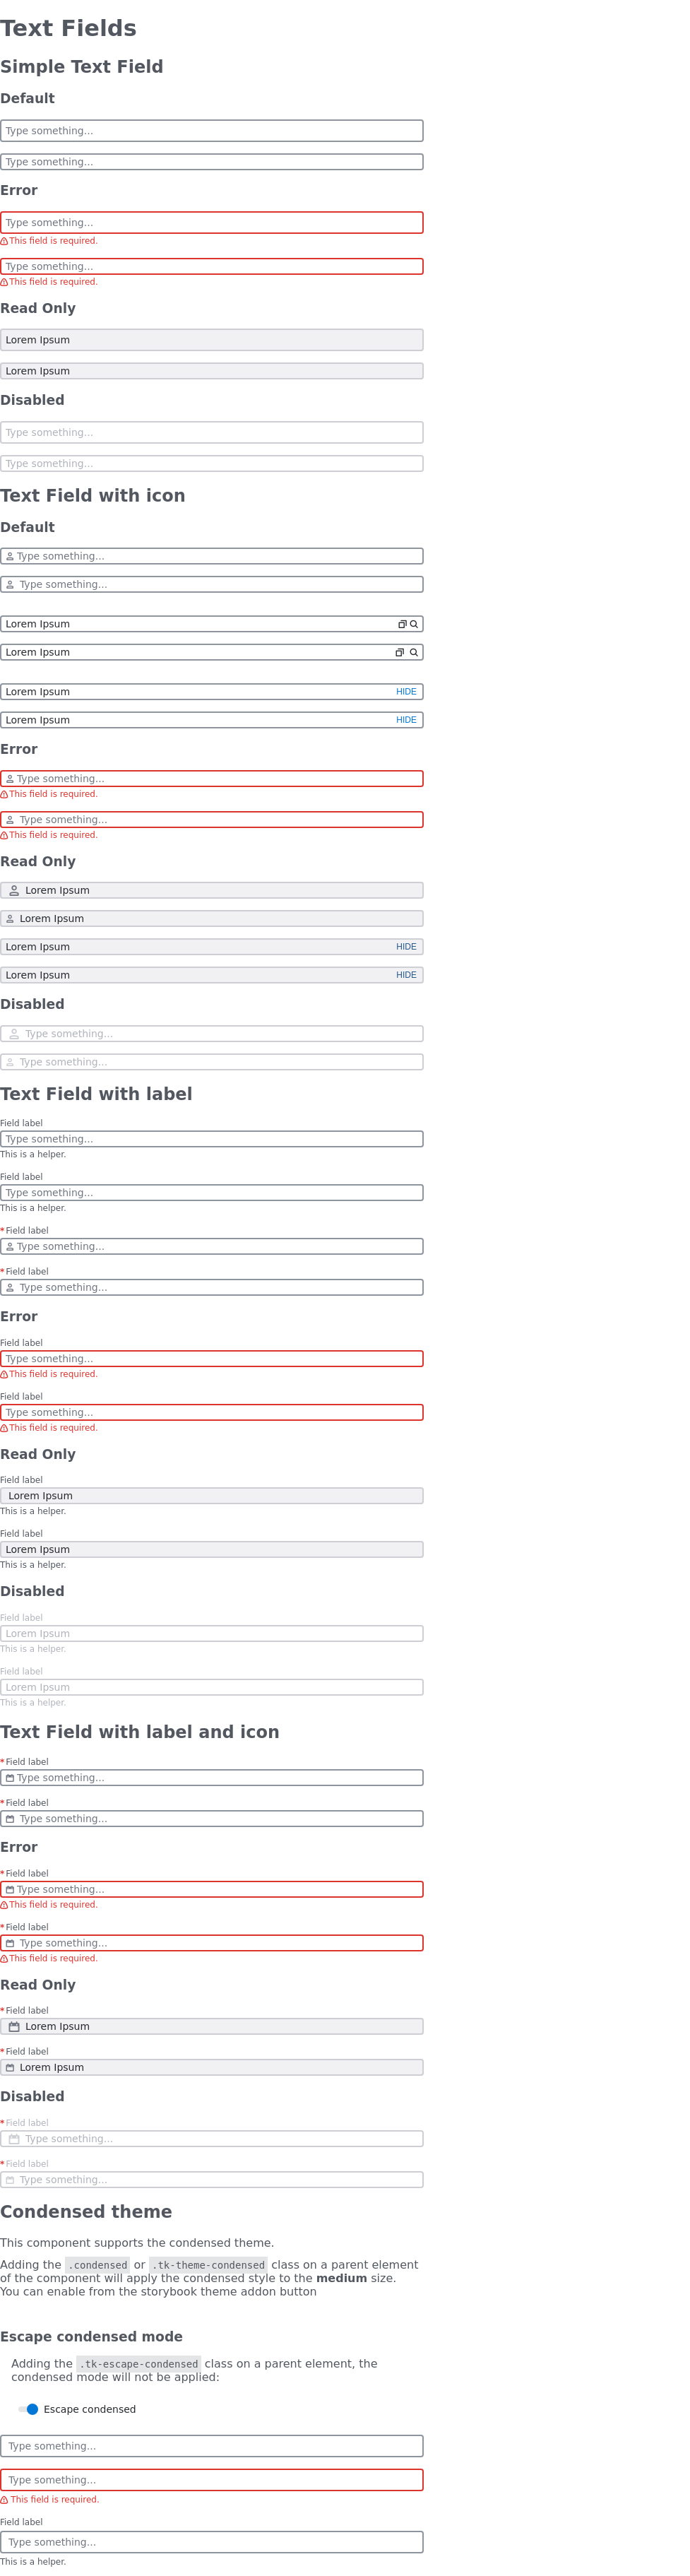 Text Fields
Simple Text Field
Default
Type something...
Type something...
Error
Type something...
This field is required.
Type something...
This field is required.
Read Only
Lorem Ipsum
Lorem Ipsum
Disabled
Type something...
Type something...
Text Field with icon
Default
Type something...
Type something...
Lorem Ipsum
Lorem Ipsum
Lorem Ipsum HIDE
Lorem Ipsum HIDE
Error
Type something...
This field is required.
Type something...
This field is required.
Read Only
Lorem Ipsum
Lorem Ipsum
Lorem Ipsum HIDE
Lorem Ipsum HIDE
Disabled
Type something...
Type something...
Text Field with label
Field label
Type something...
This is a helper.
Field label
Type something...
This is a helper.
*Field label
Type something...
*Field label
Type something...
Error
Field label
Type something...
This field is required.
Field label
Type something...
This field is required.
Read Only
Field label
Lorem Ipsum
This is a helper.
Field label
Lorem Ipsum
This is a helper.
Disabled
Field label
Lorem Ipsum
This is a helper.
Field label
Lorem Ipsum
This is a helper.
Text Field with label and icon
*Field label
Type something...
*Field label
Type something...
Error
*Field label
Type something...
This field is required.
*Field label
Type something...
This field is required.
Read Only
*Field label
Lorem Ipsum
*Field label
Lorem Ipsum
Disabled
*Field label
Type something...
*Field label
Type something...
Condensed theme
This component supports the condensed theme.
Adding the .condensed or .tk-theme-condensed class on a parent element
of the component will apply the condensed style to the medium size.
You can enable from the storybook theme addon button
Escape condensed mode
Adding the .tk-escape-condensed class on a parent element, the
condensed mode will not be applied:
Escape condensed
Type something...
Type something...
This field is required.
Field label
Type something...
This is a helper.